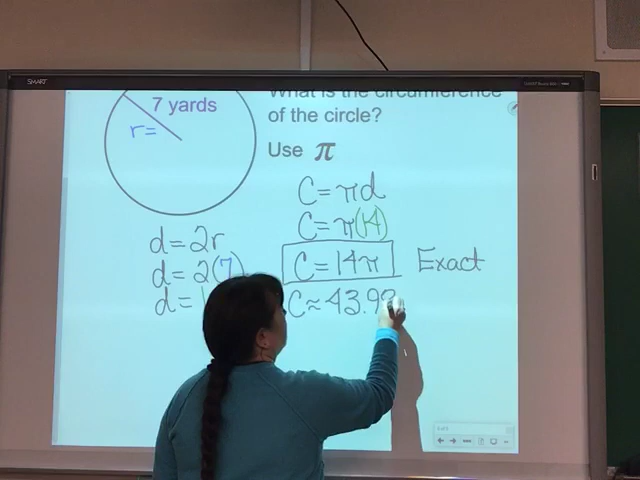 SMART
What is the circumference
7 yards
r=
of the circle?
Use π
C=πd
C=π(14)
d=2r
C=14π Exact
d=2(7)
d=
C≈43.9